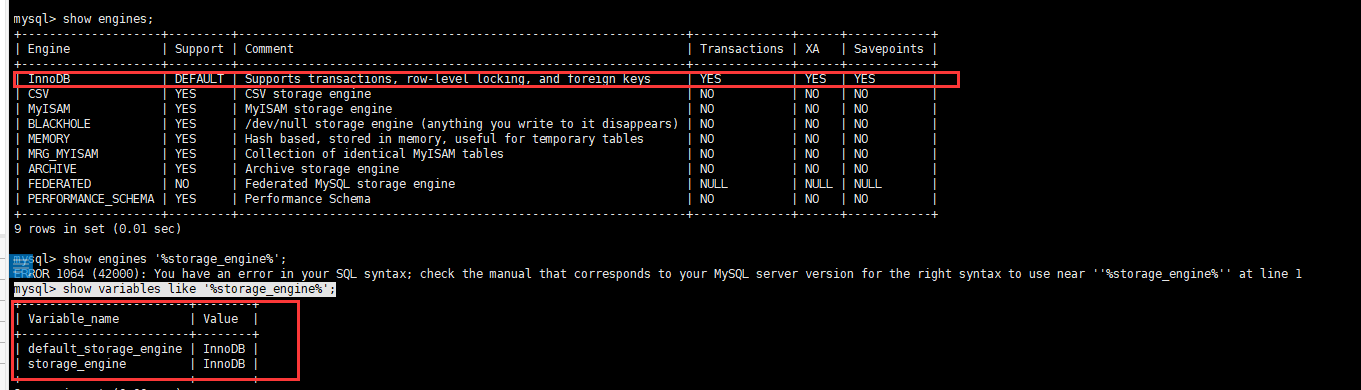 mysql> show engines;
+--------------------+---------+----------------------------------------------------------------+--------------+------+------------+
| Engine             | Support | Comment                                                        | Transactions | XA   | Savepoints |
+--------------------+---------+----------------------------------------------------------------+--------------+------+------------+
| InnoDB             | DEFAULT | Supports transactions, row-level locking, and foreign keys     | YES          | YES  | YES        |
| CSV                | YES     | CSV storage engine                                             | NO           | NO   | NO         |
| MyISAM             | YES     | MyISAM storage engine                                          | NO           | NO   | NO         |
| BLACKHOLE          | YES     | /dev/null storage engine (anything you write to it disappears) | NO           | NO   | NO         |
| MEMORY             | YES     | Hash based, stored in memory, useful for temporary tables      | NO           | NO   | NO         |
| MRG_MYISAM         | YES     | Collection of identical MyISAM tables                          | NO           | NO   | NO         |
| ARCHIVE            | YES     | Archive storage engine                                         | NO           | NO   | NO         |
| FEDERATED          | NO      | Federated MySQL storage engine                                 | NULL         | NULL | NULL       |
| PERFORMANCE_SCHEMA | YES     | Performance Schema                                             | NO           | NO   | NO         |
+--------------------+---------+----------------------------------------------------------------+--------------+------+------------+
9 rows in set (0.01 sec)
mysql> show engines '%storage_engine%';
ERROR 1064 (42000): You have an error in your SQL syntax; check the manual that corresponds to your MySQL server version for the right syntax to use near ''%storage_engine%'' at line 1
mysql> show variables like '%storage_engine%';
+------------------------+--------+
| Variable_name          | Value  |
+------------------------+--------+
| default_storage_engine | InnoDB |
| storage_engine         | InnoDB |